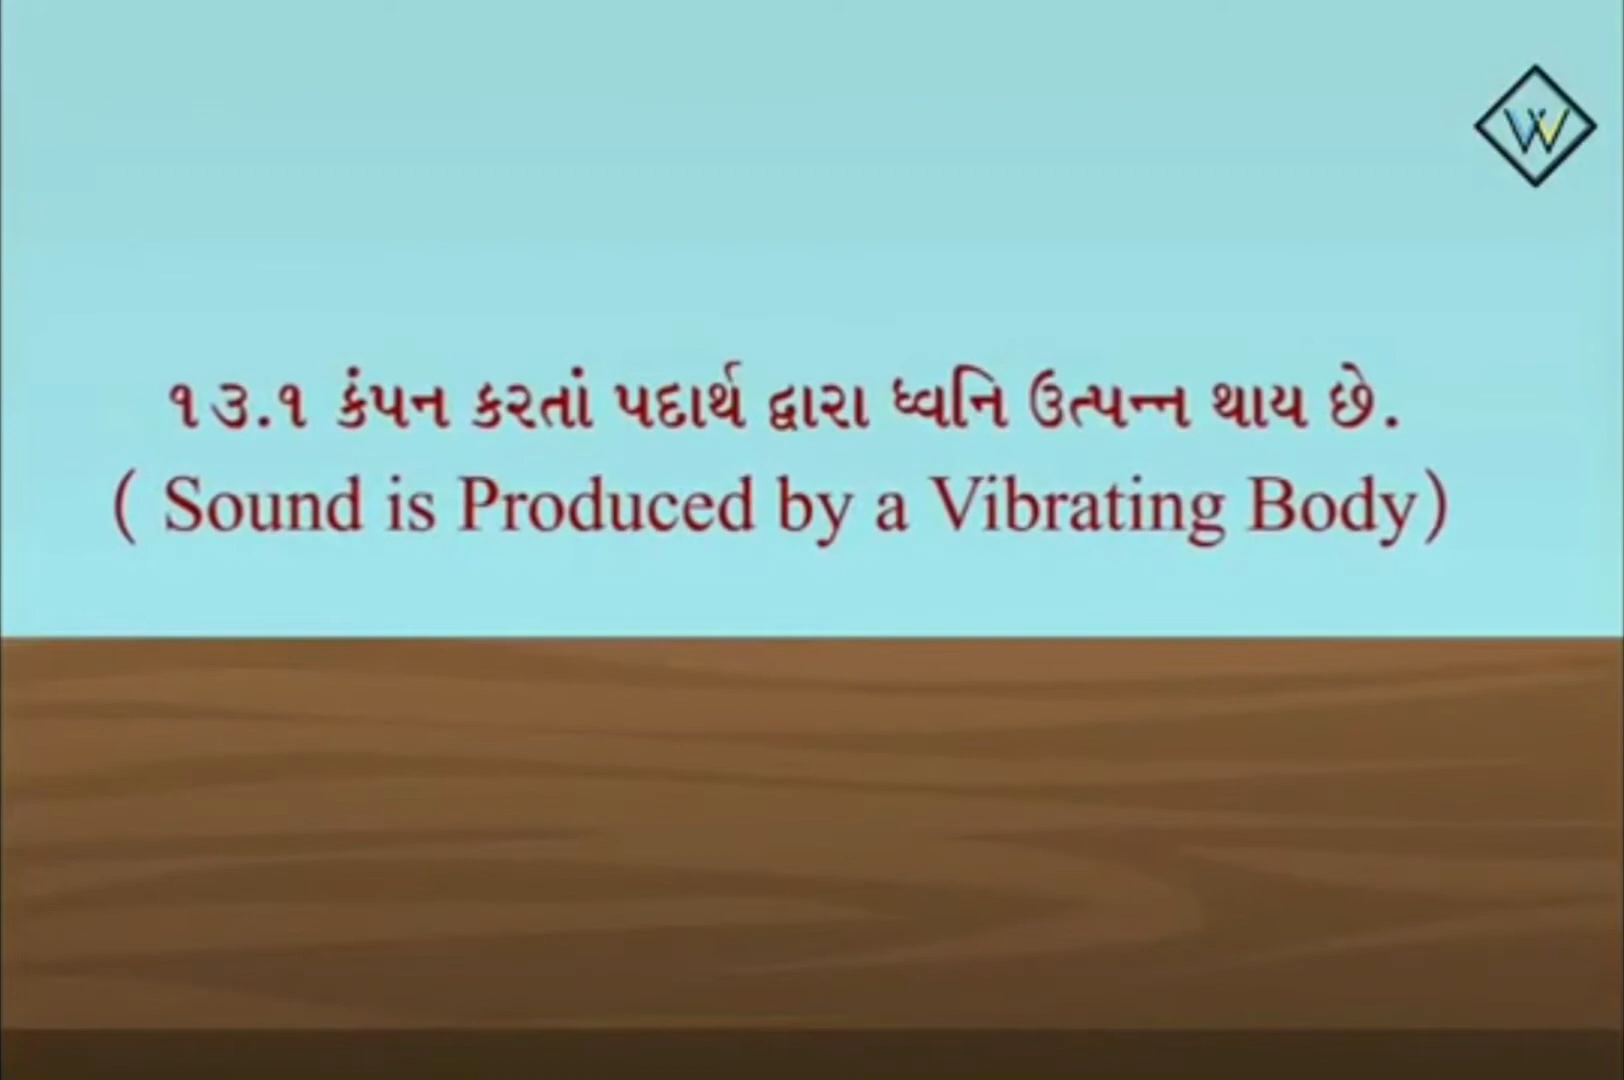 ૧૩.૧ કંપન કરતાં પદાર્થ દ્વારા ધ્વનિ ઉત્પન્ન થાય છે.
( Sound is Produced by a Vibrating Body)
W